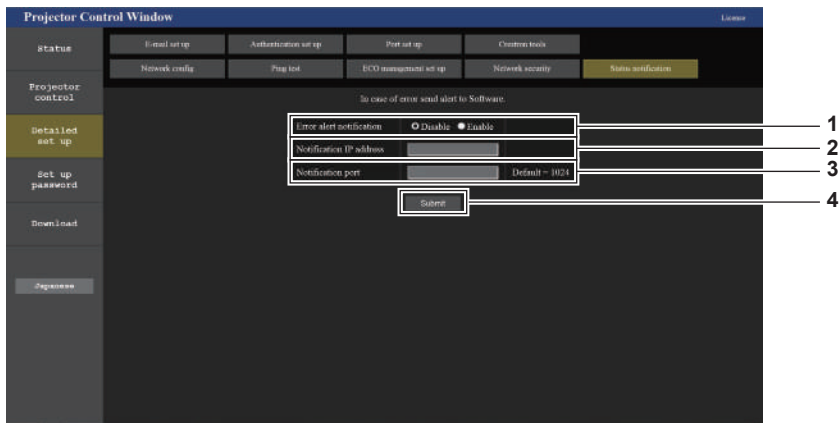 Projector Control Window
License
Status
E-mail set up
Authentication set up
Port set up
Crestron tools
Network config
Ping test
ECO management set up
Network security
Status notification
Projector control
In case of error send alert to Software.
Detailed set up
Error alert notification
Disable
Enable
1
Notification IP address
2
Notification port
Default = 1024
3
Set up password
Submit
4
Download
Japanese